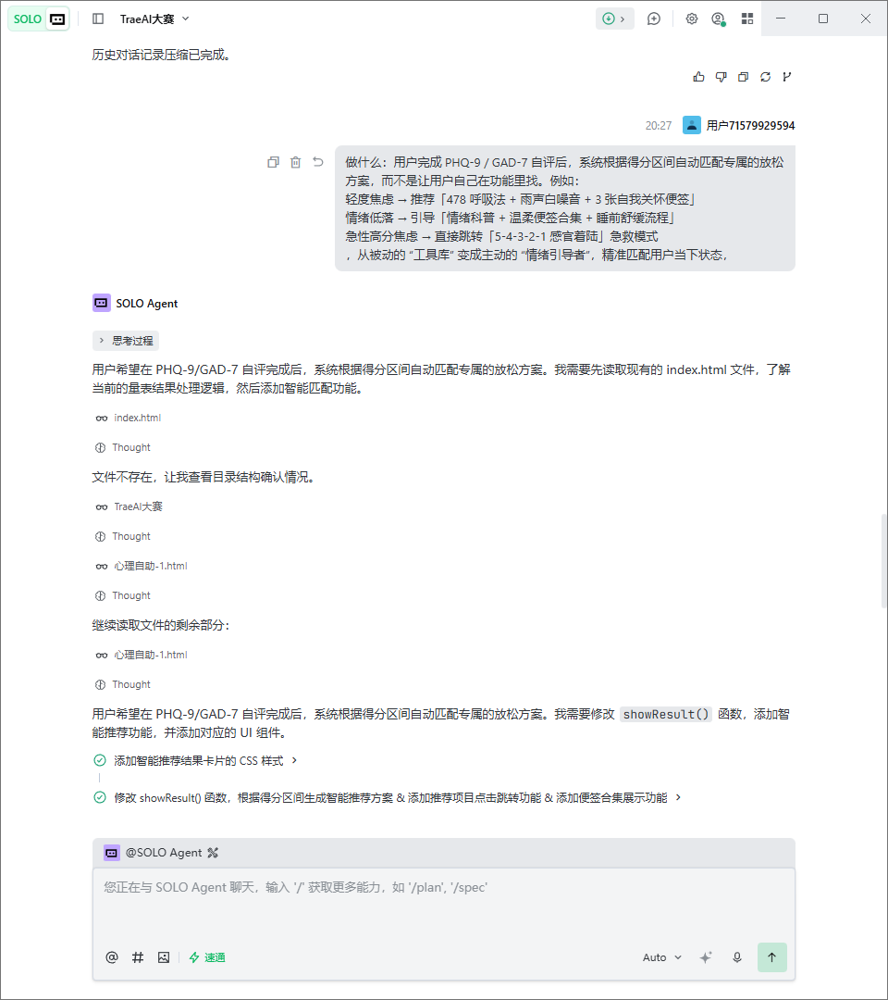 SOLO
TraeAI大赛
历史对话记录压缩已完成。
20:27
用户71579929594
做什么：用户完成 PHQ-9 / GAD-7 自评后，系统根据得分区间自动匹配专属的放松
方案，而不是让用户自己在功能里找。例如：
轻度焦虑 → 推荐「478 呼吸法 + 雨声白噪音 + 3 张自我关怀便签」
情绪低落 → 引导「情绪科普 + 温柔便签合集 + 睡前舒缓流程」
急性高分焦虑 → 直接跳转「5-4-3-2-1 感官着陆」急救模式
，从被动的 “工具库” 变成主动的 “情绪引导者”，精准匹配用户当下状态，
SOLO Agent
思考过程
用户希望在 PHQ-9/GAD-7 自评完成后，系统根据得分区间自动匹配专属的放松方案。我需要先读取现有的 index.html 文件，了解
当前的量表结果处理逻辑，然后添加智能匹配功能。
index.html
Thought
文件不存在，让我查看目录结构确认情况。
TraeAI大赛
Thought
心理自助-1.html
Thought
继续读取文件的剩余部分：
心理自助-1.html
Thought
用户希望在 PHQ-9/GAD-7 自评完成后，系统根据得分区间自动匹配专属的放松方案。我需要修改 showResult() 函数，添加智
能推荐功能，并添加对应的 UI 组件。
添加智能推荐结果卡片的 CSS 样式
修改 showResult() 函数，根据得分区间生成智能推荐方案 & 添加推荐项目点击跳转功能 & 添加便签合集展示功能
@SOLO Agent
您正在与 SOLO Agent 聊天，输入 '/' 获取更多能力，如 '/plan', '/spec'
速通
Auto